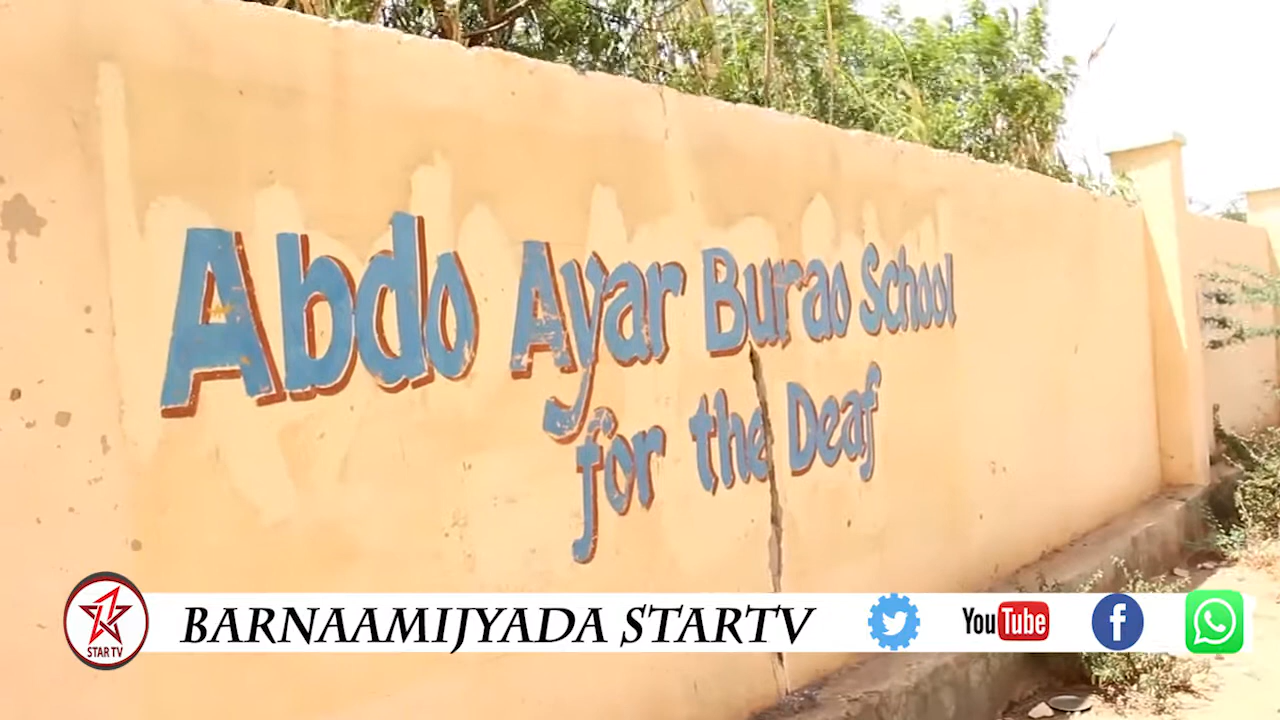 Abdo Ayar Burao School
for the Deaf
STAR TV
BARNAAMIJYADA STARTV
YouTube